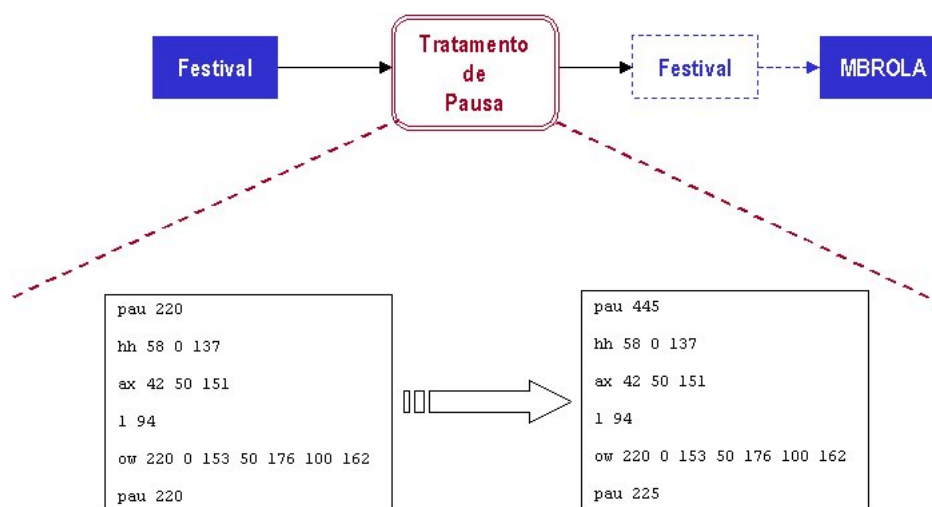 Festival
Tratamento
de
Pausa
Festival
MBROLA
pau 220
hh 58 0 137
ax 42 50 151
l 94
ow 220 0 153 50 176 100 162
pau 220
pau 445
hh 58 0 137
ax 42 50 151
l 94
ow 220 0 153 50 176 100 162
pau 225